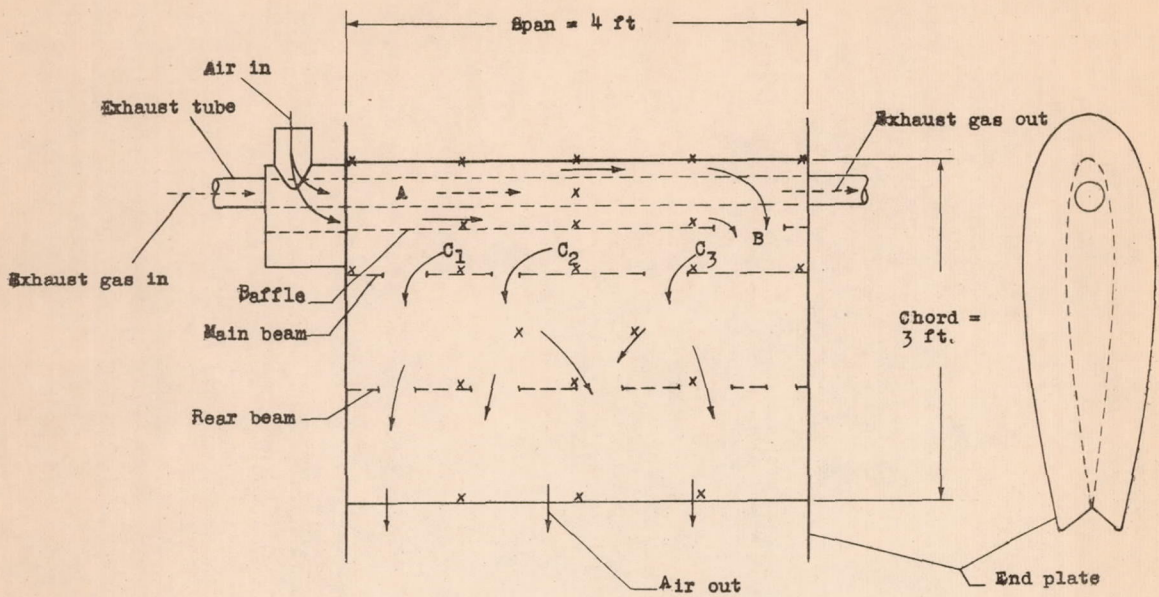 Span = 4 ft
Air in
Exhaust tube
Exhaust gas out
A
B
C1
C2
C3
Exhaust gas in
Baffle
Main beam
Chord =
3 ft.
Rear beam
Air out
End plate